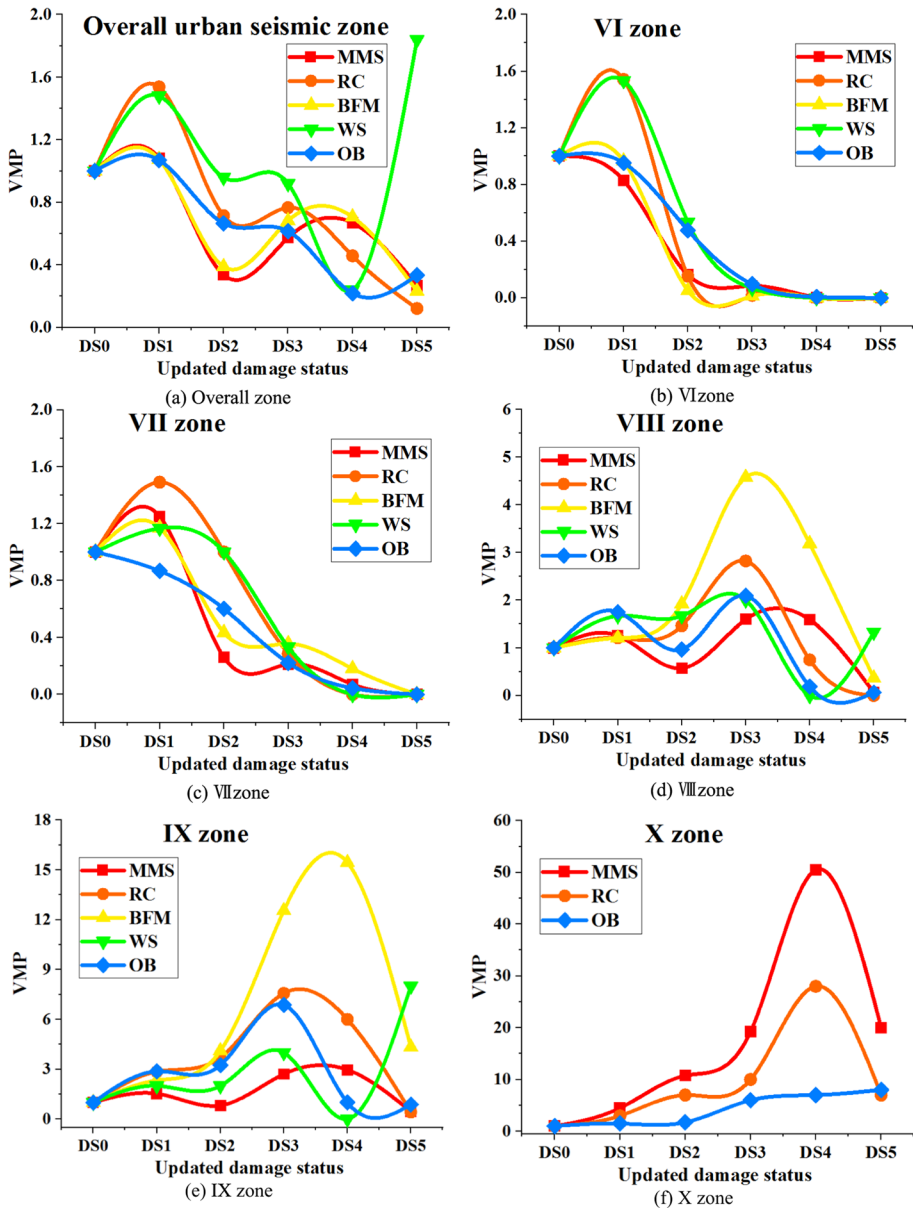 Overall urban seismic zone
MMS
RC
BFM
WS
OB
2.0
1.6
1.2
0.8
0.4
0.0
VMP
DS0 DS1 DS2 DS3 DS4 DS5
Updated damage status
(a) Overall zone
VI zone
MMS
RC
BFM
WS
OB
2.0
1.6
1.2
0.8
0.4
0.0
VMP
DS0 DS1 DS2 DS3 DS4 DS5
Updated damage status
(b) Ⅵzone
VII zone
MMS
RC
BFM
WS
OB
2.0
1.6
1.2
0.8
0.4
0.0
VMP
DS0 DS1 DS2 DS3 DS4 DS5
Updated damage status
(c) Ⅶzone
VIII zone
MMS
RC
BFM
WS
OB
6
5
4
3
2
1
0
VMP
DS0 DS1 DS2 DS3 DS4 DS5
Updated damage status
(d) Ⅷzone
IX zone
MMS
RC
BFM
WS
OB
18
15
12
9
6
3
0
VMP
DS0 DS1 DS2 DS3 DS4 DS5
Updated damage status
(e) IX zone
X zone
MMS
RC
OB
60
50
40
30
20
10
0
VMP
DS0 DS1 DS2 DS3 DS4 DS5
Updated damage status
(f) X zone